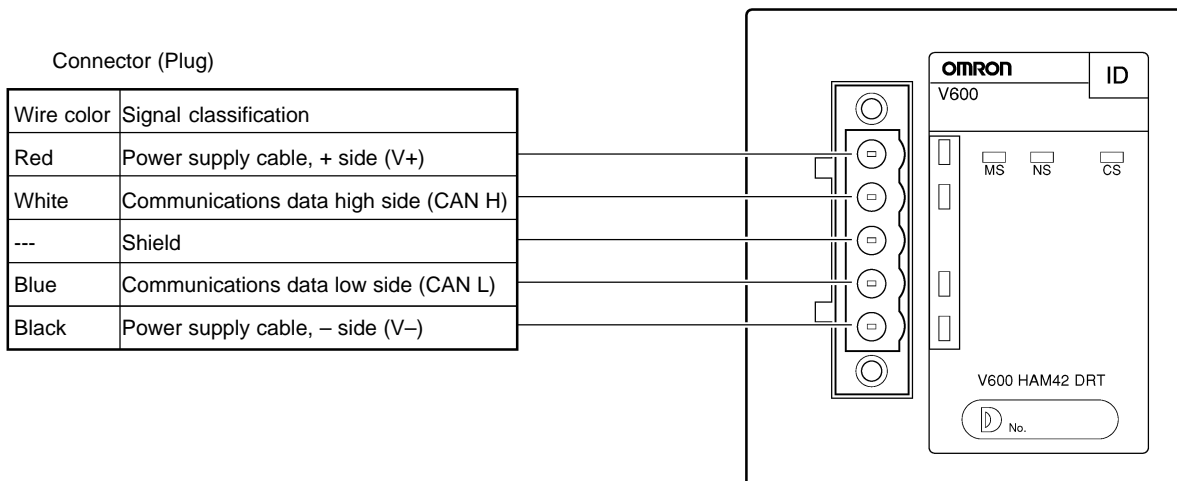 Connector (Plug)
Wire color Signal classification
Red Power supply cable, + side (V+)
White Communications data high side (CAN H)
--- Shield
Blue Communications data low side (CAN L)
Black Power supply cable, – side (V–)
OMRON
ID
V600
MS NS CS
V600 HAM42 DRT
D No.